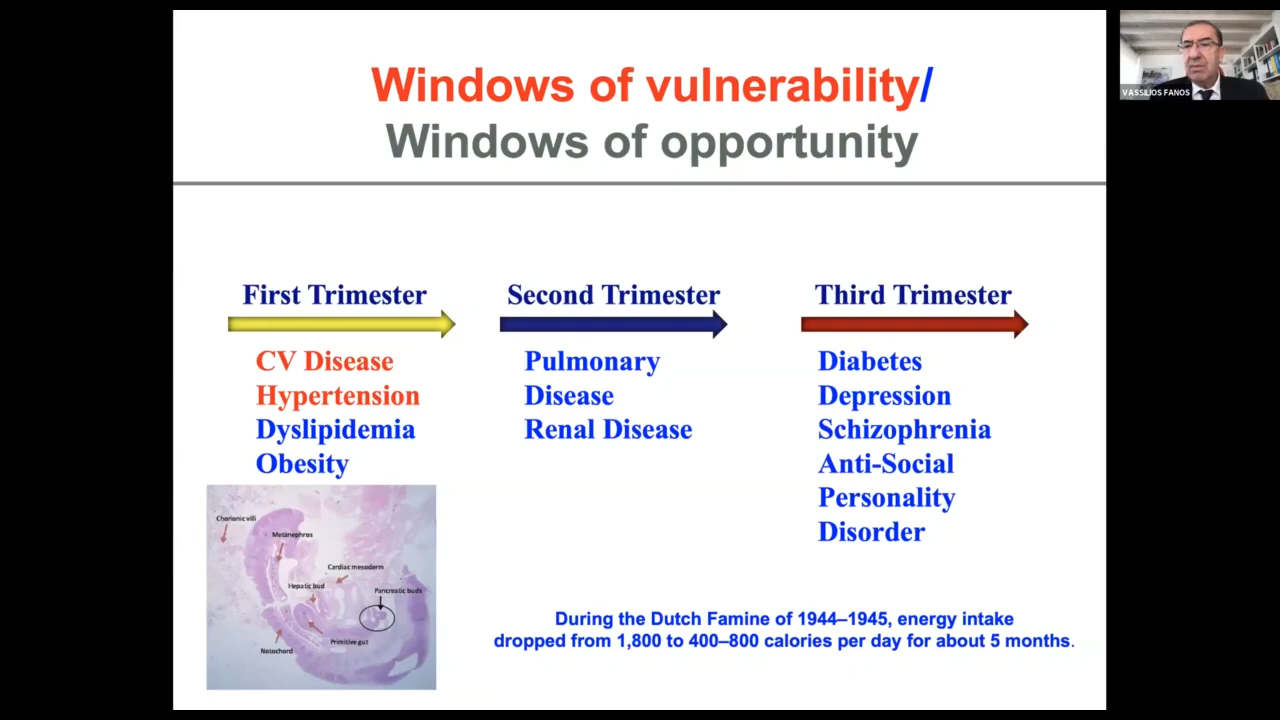 Windows of vulnerability/
Windows of opportunity
VASSILIOS FANOS
First Trimester
CV Disease
Hypertension
Dyslipidemia
Obesity
Second Trimester
Pulmonary
Disease
Renal Disease
Third Trimester
Diabetes
Depression
Schizophrenia
Anti-Social
Personality
Disorder
Chorionic villi
Metanephros
Cardiac mesoderm
Hepatic bud
Pancreatic buds
Primitive gut
Notochord
During the Dutch Famine of 1944–1945, energy intake
dropped from 1,800 to 400–800 calories per day for about 5 months.